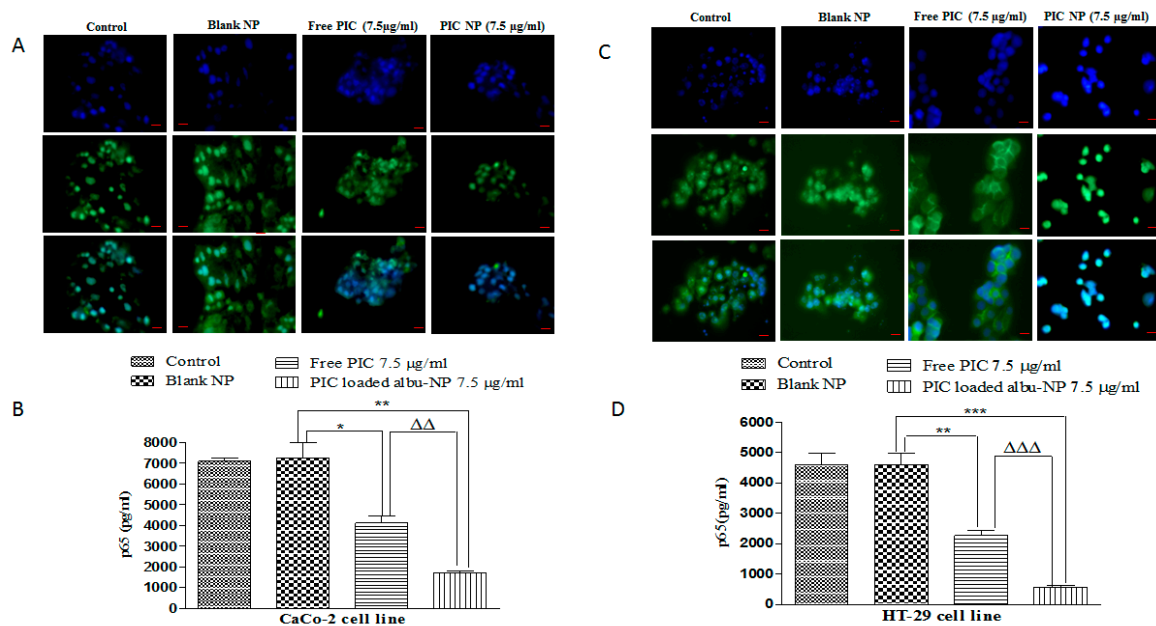 A
Control
Blank NP
Free PIC (7.5µg/ml)
PIC NP (7.5 µg/ml)
Control
Blank NP
Free PIC 7.5 µg/ml
PIC loaded albu-NP 7.5 µg/ml
B
**
*
ΔΔ
8000
7000
6000
5000
4000
3000
2000
1000
0
p65 (pg/ml)
CaCo-2 cell line
C
Control
Blank NP
Free PIC (7.5 µg/ml)
PIC NP (7.5 µg/ml)
Control
Blank NP
Free PIC 7.5 µg/ml
PIC loaded albu-NP 7.5 µg/ml
D
***
**
ΔΔΔ
6000
5000
4000
3000
2000
1000
0
p65(pg/ml)
HT-29 cell line